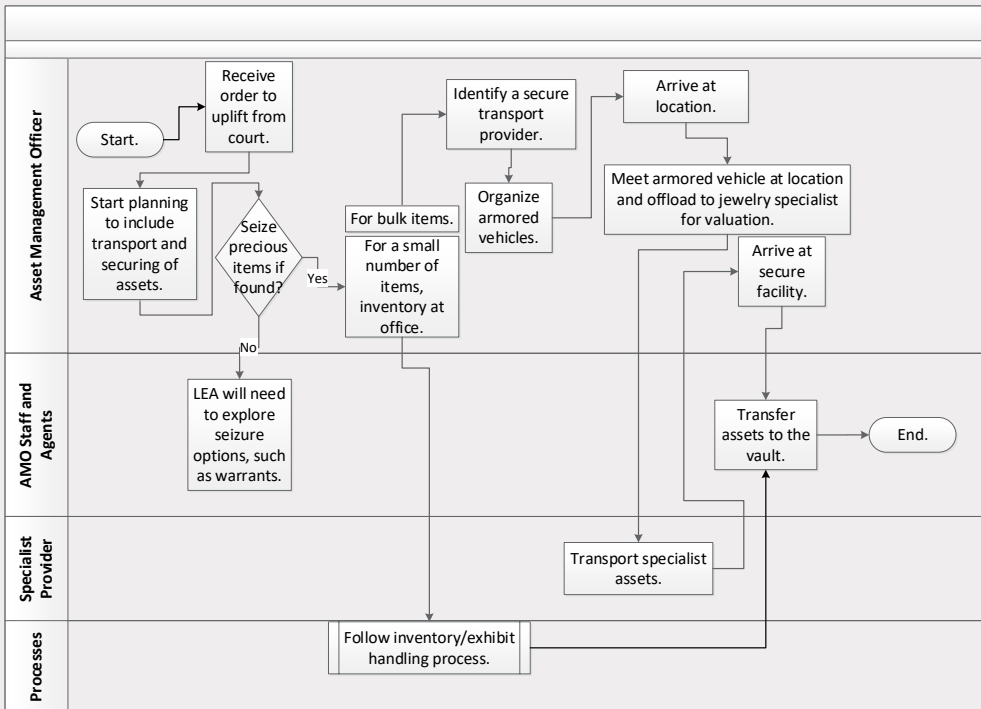 Asset Management Officer
Start.
Receive
order to
uplift from
court.
Start planning
to include
transport and
securing of
assets.
Seize
precious
items if
found?
Yes
No
For bulk items.
For a small
number of
items,
inventory at
office.
Identify a secure
transport
provider.
Organize
armored
vehicles.
Arrive at
location.
Meet armored vehicle at location
and offload to jewelry specialist
for valuation.
Arrive at
secure
facility.
AMO Staff and
Agents
LEA will need
to explore
seizure
options, such
as warrants.
Transfer
assets to the
vault.
End.
Specialist
Provider
Transport specialist
assets.
Processes
Follow inventory/exhibit
handling process.